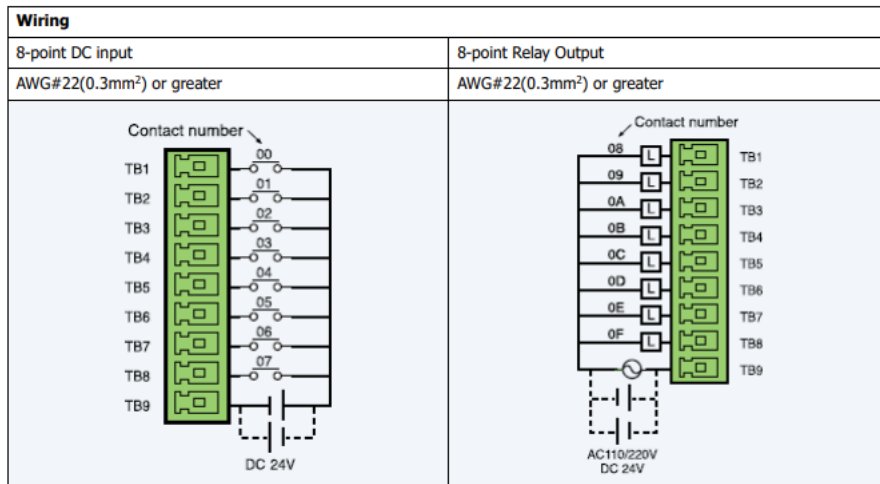 Wiring
8-point DC input
8-point Relay Output
AWG#22(0.3mm²) or greater
AWG#22(0.3mm²) or greater
Contact number
00
TB1
01
TB2
02
TB3
03
TB4
04
TB5
05
TB6
06
TB7
07
TB8
TB9
DC 24V
Contact number
08
L
TB1
09
L
TB2
0A
L
TB3
0B
L
TB4
0C
L
TB5
0D
L
TB6
0E
L
TB7
0F
L
TB8
TB9
AC110/220V
DC 24V